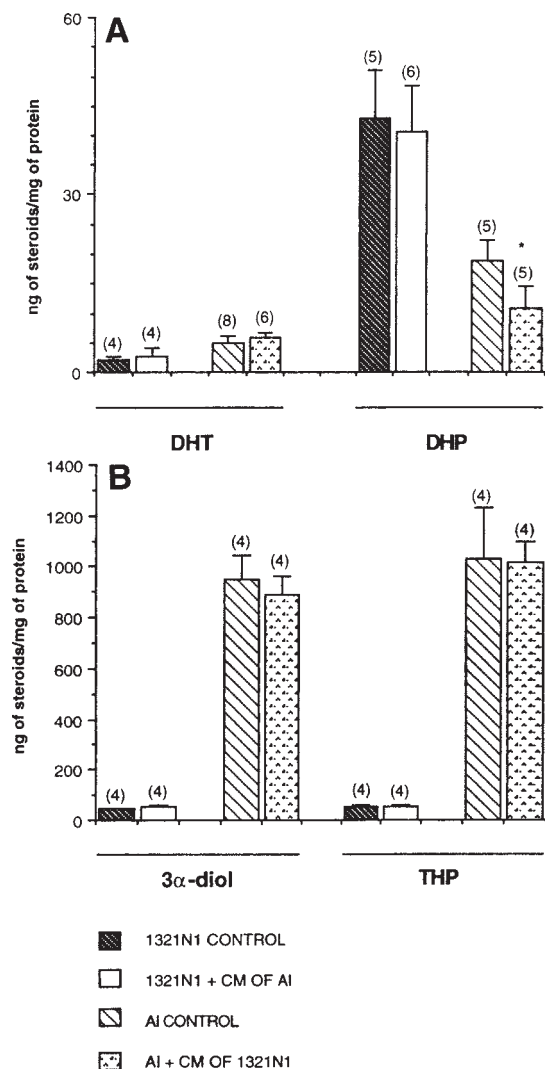 A
60
30
0
ng of steroids/mg of protein
(4)
(4)
(8)
(6)
(5)
(6)
(5)
*
(5)
DHT
DHP
B
1400
1200
1000
800
600
400
200
0
ng of steroids/mg of protein
(4)
(4)
(4)
(4)
(4)
(4)
(4)
(4)
3α-diol
THP
1321N1 CONTROL
1321N1 + CM OF AI
AI CONTROL
AI + CM OF 1321N1